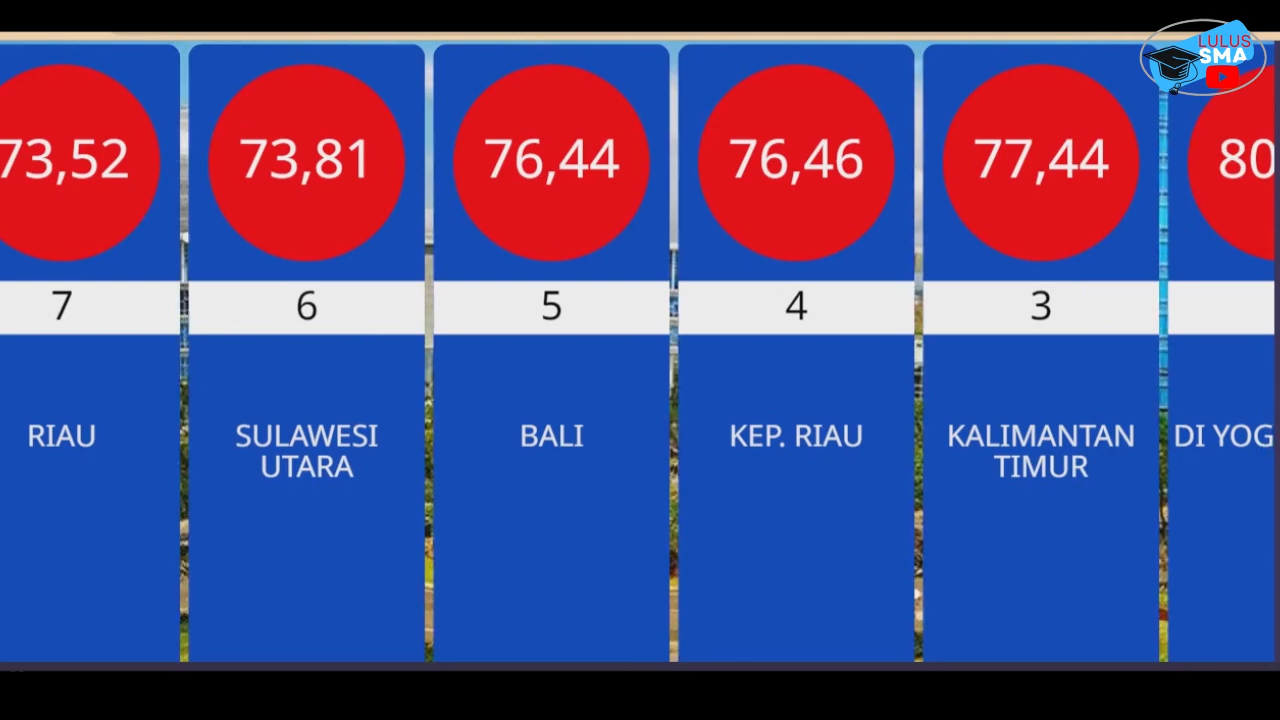 LULUS
SMA
73,52
73,81
76,44
76,46
77,44
80
7
6
5
4
3
RIAU
SULAWESI
UTARA
BALI
KEP. RIAU
KALIMANTAN
TIMUR
DI YOG